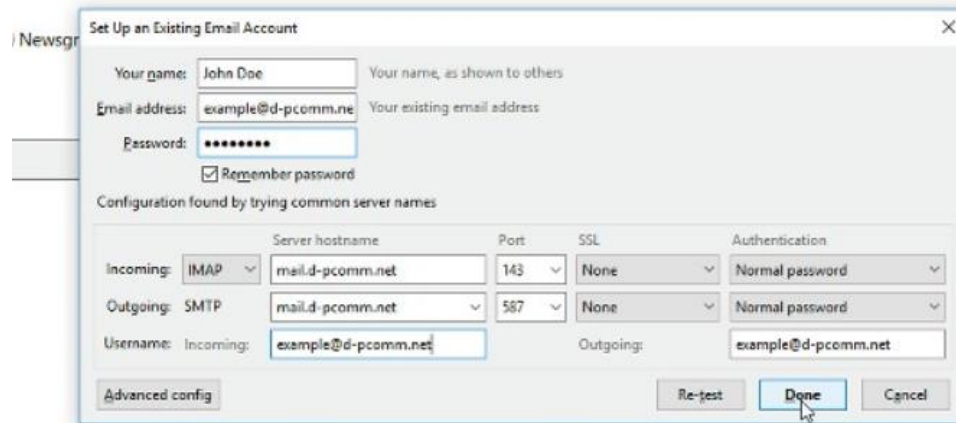 Set Up an Existing Email Account
Newsgr
Your name: John Doe Your name, as shown to others
Email address: example@d-pcomm.ne Your existing email address
Password: ••••••••
Remember password
Configuration found by trying common server names
Server hostname Port SSL Authentication
Incoming: IMAP mail.d-pcomm.net 143 None Normal password
Outgoing: SMTP mail.d-pcomm.net 587 None Normal password
Username: Incoming: example@d-pcomm.net Outgoing: example@d-pcomm.net
Advanced config Re-test Done Cancel